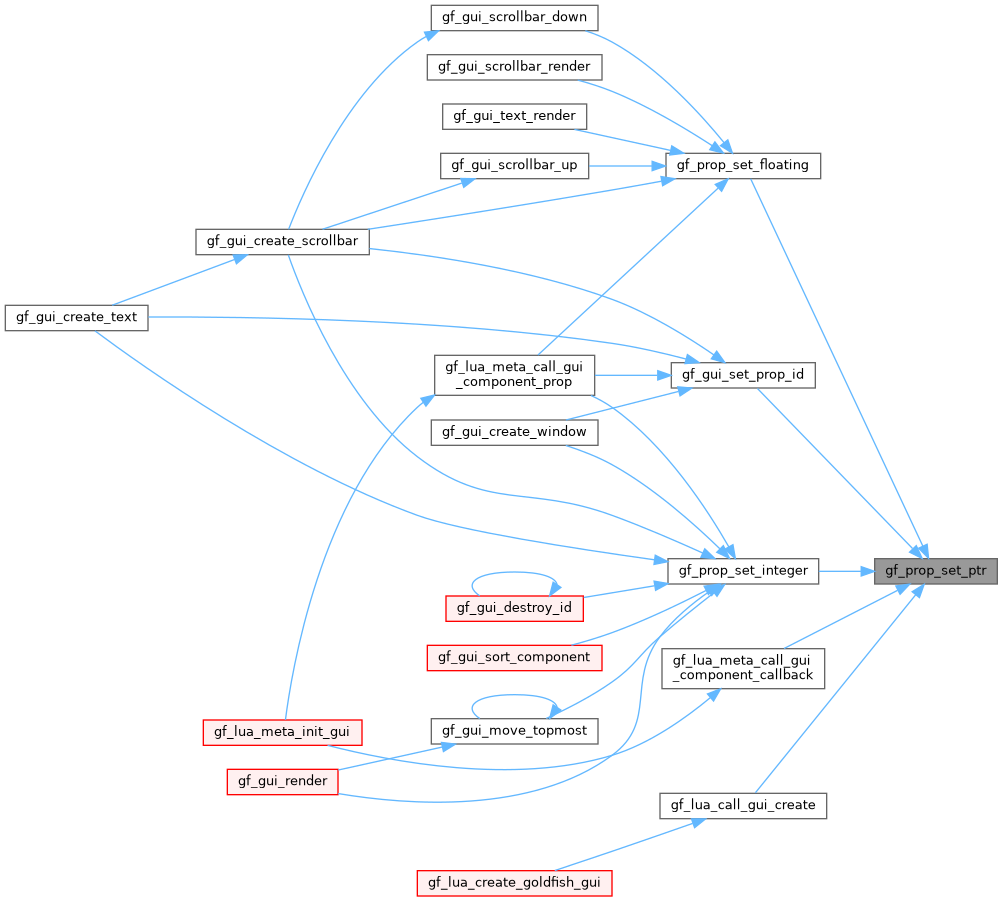 gf_gui_scrollbar_down
gf_gui_scrollbar_render
gf_gui_text_render
gf_gui_scrollbar_up
gf_prop_set_floating
gf_gui_create_scrollbar
gf_gui_create_text
gf_lua_meta_call_gui
_component_prop
gf_gui_set_prop_id
gf_gui_create_window
gf_prop_set_integer
gf_prop_set_ptr
gf_gui_destroy_id
gf_gui_sort_component
gf_lua_meta_call_gui
_component_callback
gf_lua_meta_init_gui
gf_gui_move_topmost
gf_gui_render
gf_lua_call_gui_create
gf_lua_create_goldfish_gui